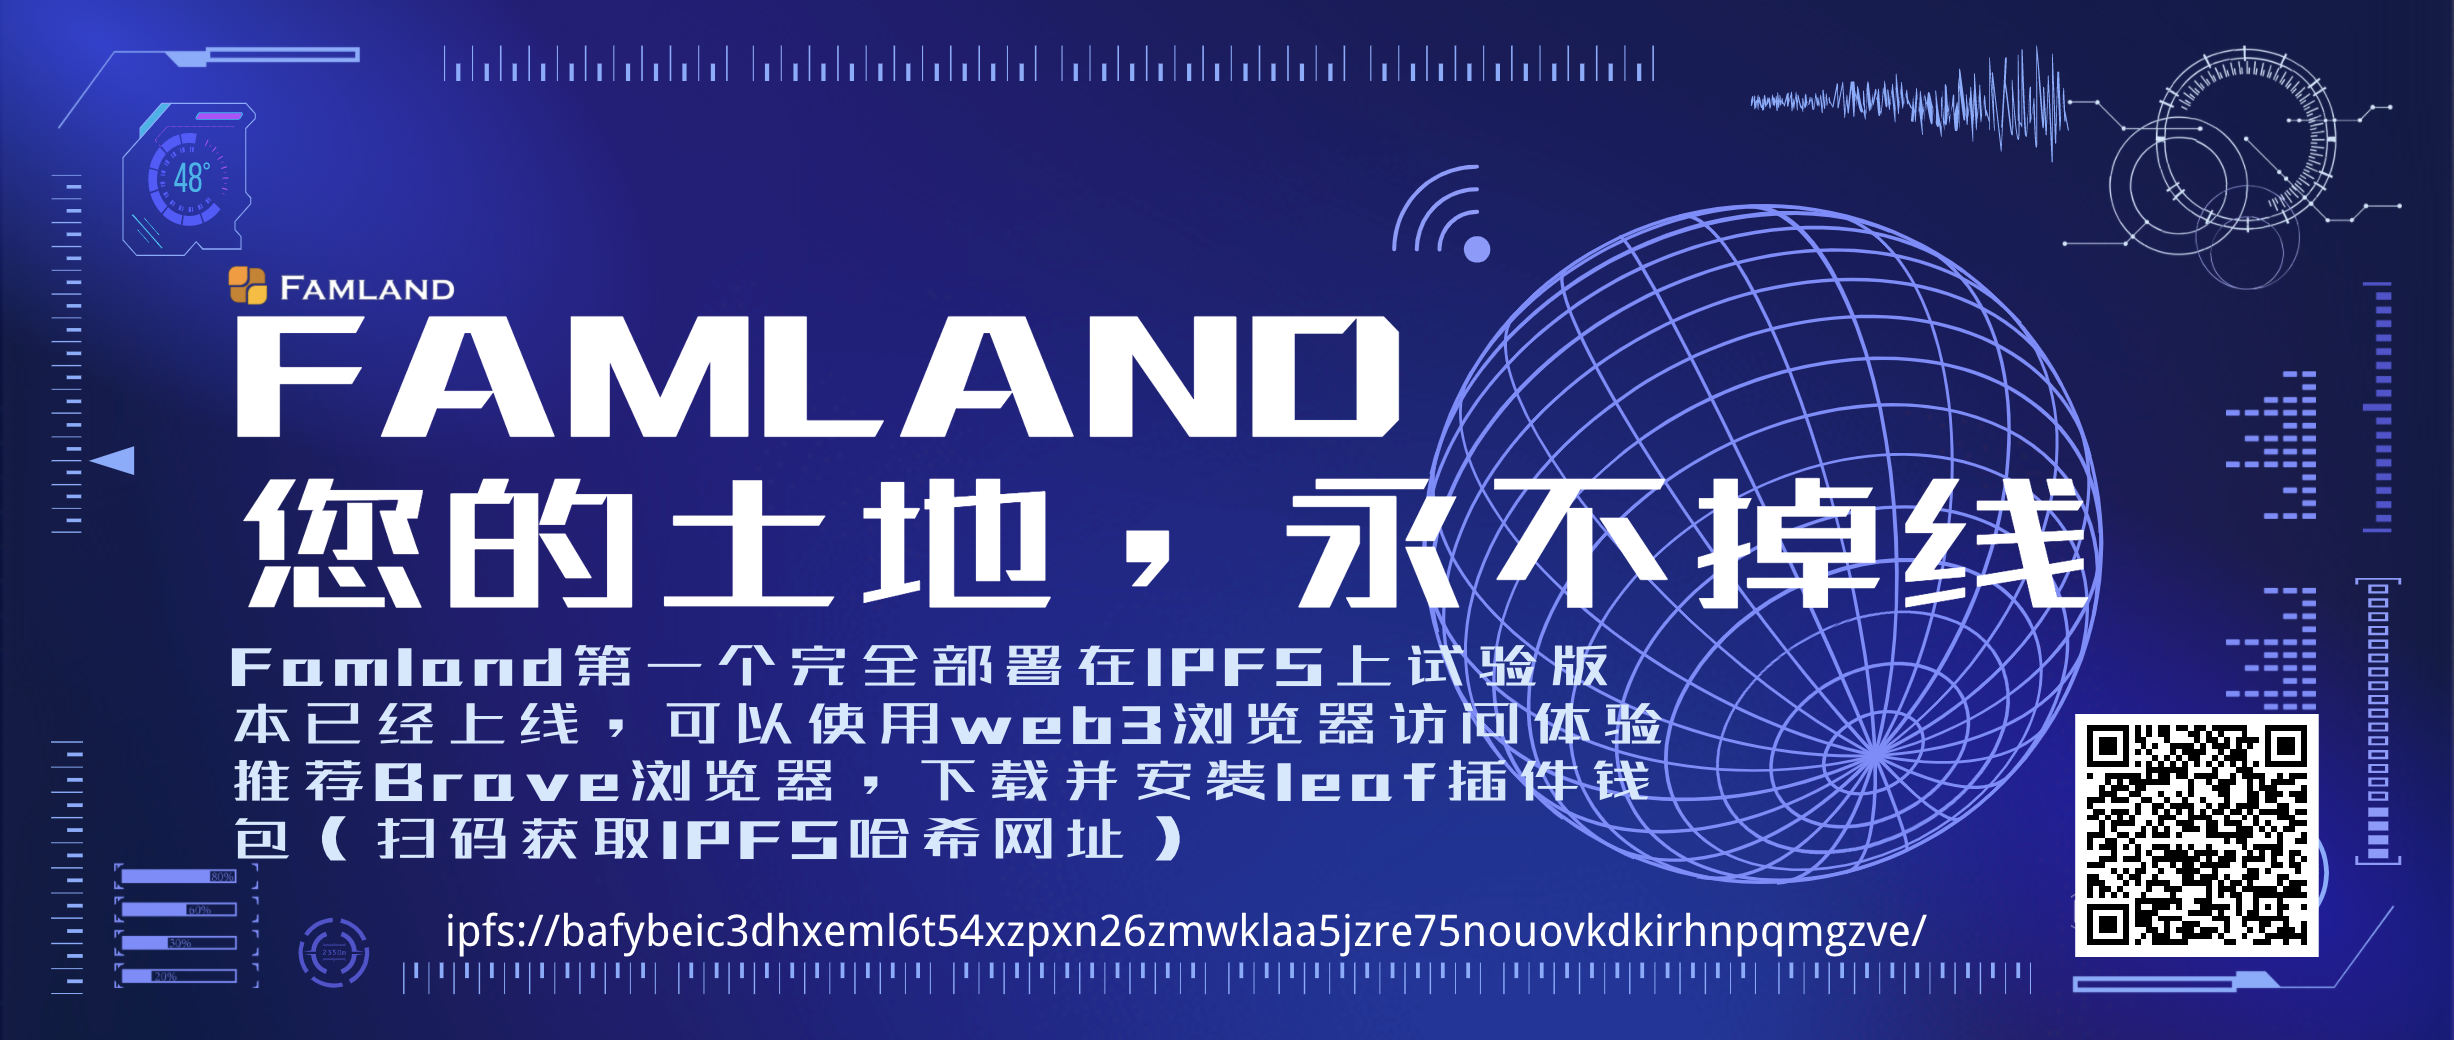 48°
FAMLAND
FAMLAND
您的土地，永不掉线
Famland第一个完全部署在IPFS上试验版
本已经上线，可以使用web3浏览器访问体验
推荐Brave浏览器，下载并安装leaf插件钱
包（扫码获取IPFS哈希网址）
80%
60%
30%
20%
ipfs://bafybeic3dhxeml6t54xzpxn26zmwklaa5jzre75nouovkdkirhnpqmgzve/